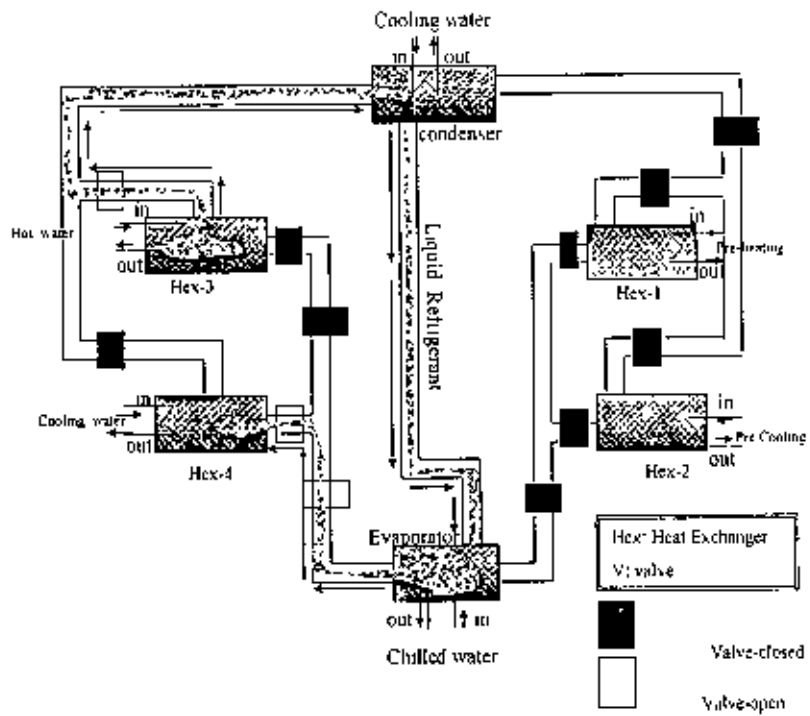 Cooling water
in out
condenser
in
Hot water
out
Hex-3
Liquid Refugerant
in
Pre-heating
out
Hex-1
in
Cooling water
out
Hex-4
in
Pre Cooling
out
Hex-2
Evaporator
out in
Chilled water
Hex: Heat Exchanger
V: valve
Valve-closed
Valve-open